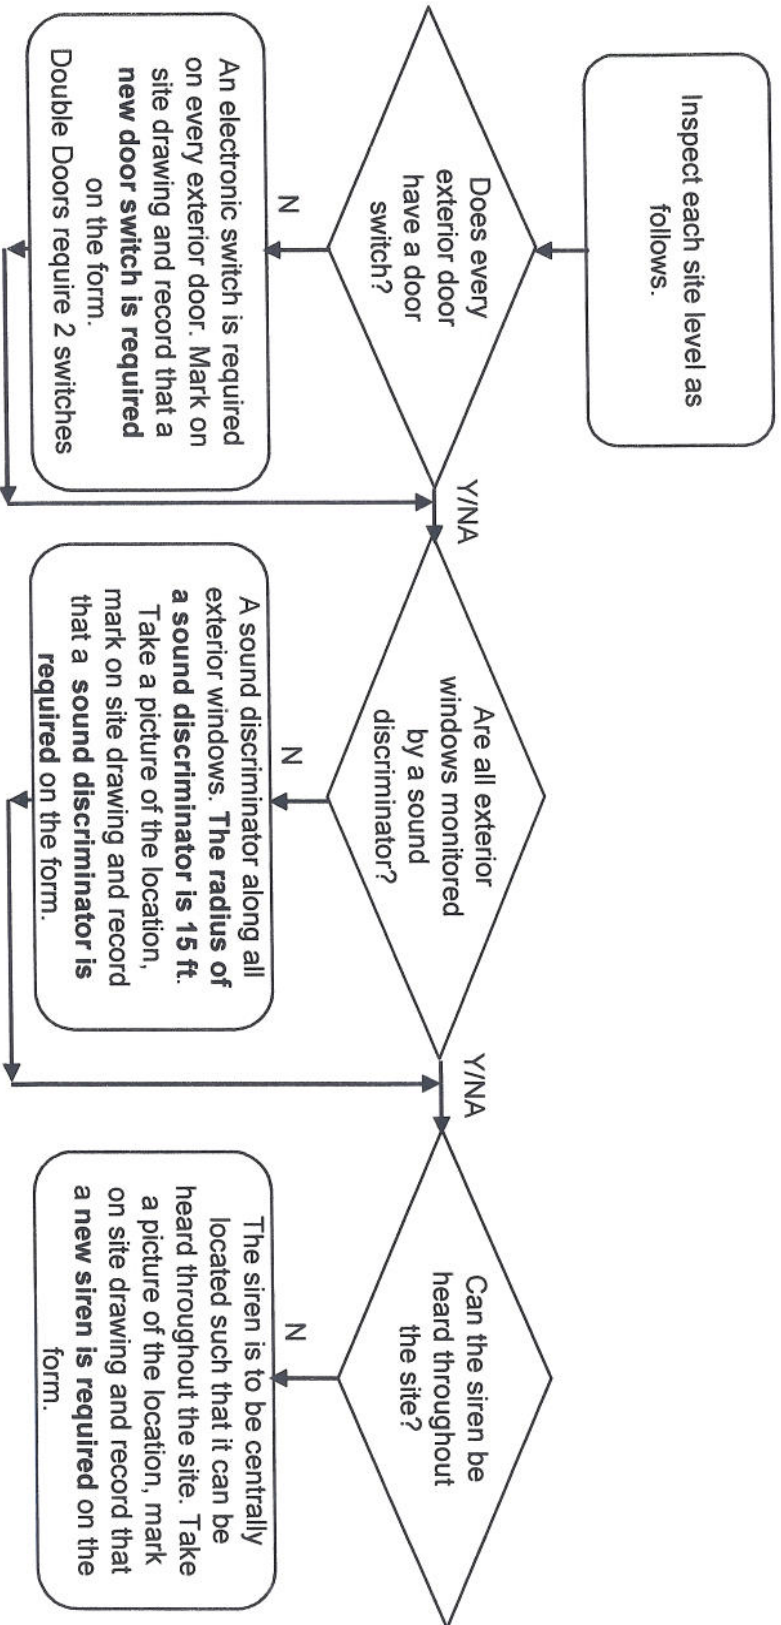 Inspect each site level as
follows.
Does every
exterior door
have a door
switch?
N
Y/NA
An electronic switch is required
on every exterior door. Mark on
site drawing and record that a
new door switch is required
on the form.
Double Doors require 2 switches
Are all exterior
windows monitored
by a sound
discriminator?
N
Y/NA
A sound discriminator along all
exterior windows. The radius of
a sound discriminator is 15 ft.
Take a picture of the location,
mark on site drawing and record
that a sound discriminator is
required on the form.
Can the siren be
heard throughout
the site?
N
The siren is to be centrally
located such that it can be
heard throughout the site. Take
a picture of the location, mark
on site drawing and record that
a new siren is required on the
form.